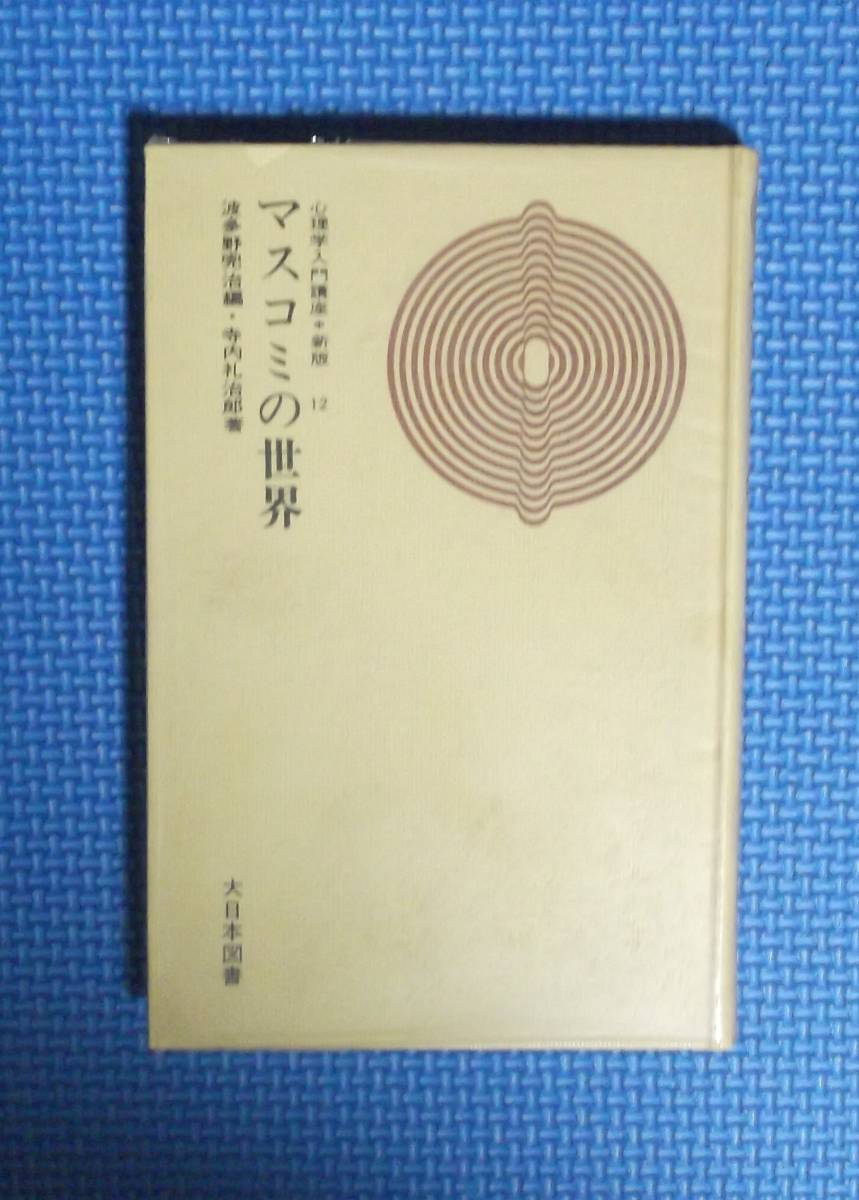 心理学入門講座・新版 12
マスコミの世界
波多野完治編・寺内礼治郎著
大日本図書